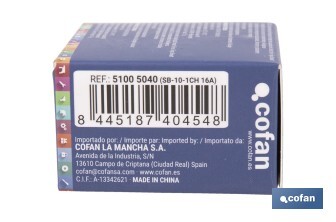 REF.: 5100 5040 (SB-10-1CH 16A)
8 445187 404548
Importado por: / Importe par: / Imported by: / Importato da:
COFAN LA MANCHA S.A.
Avenida de la Industria, S/N
13610 Campo de Criptana (Ciudad Real) Spain
cofan@cofansa.com www.cofan.es
C.I.F.: A-13342621 - MADE IN CHINA
cofan
www.cofan.es
cofan